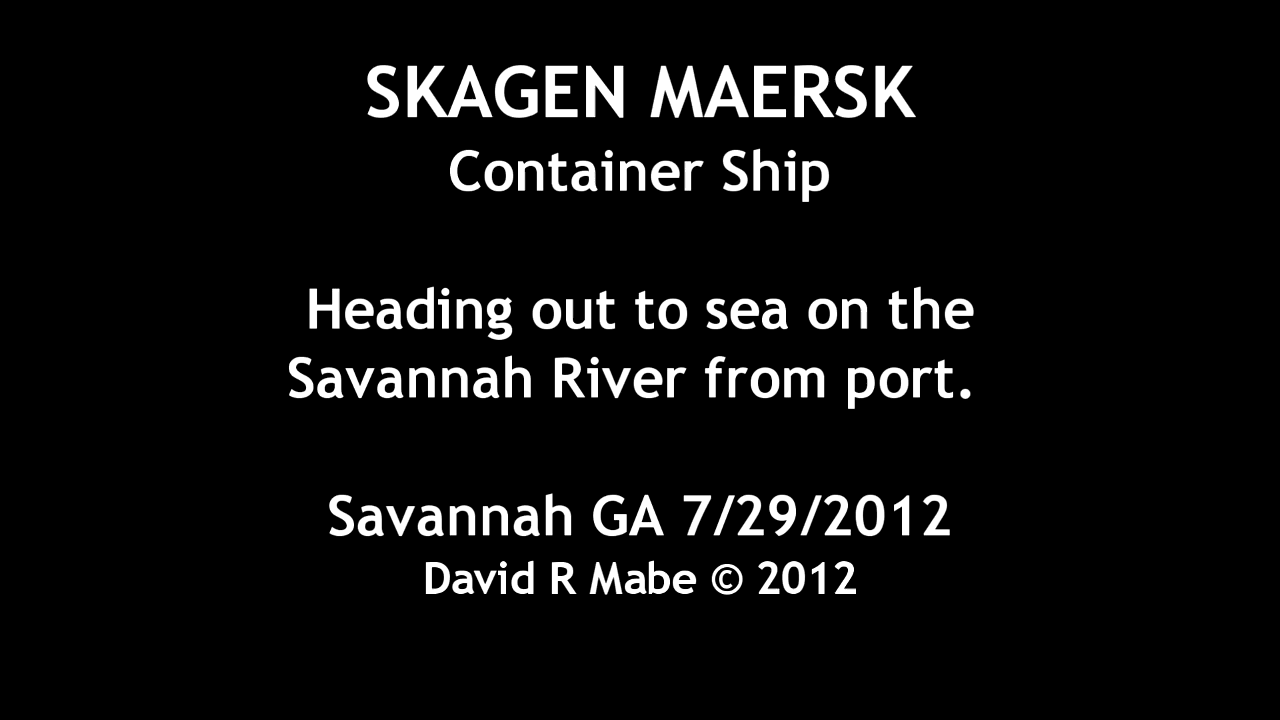 SKAGEN MAERSK
Container Ship
Heading out to sea on the
Savannah River from port.
Savannah GA 7/29/2012
David R Mabe © 2012